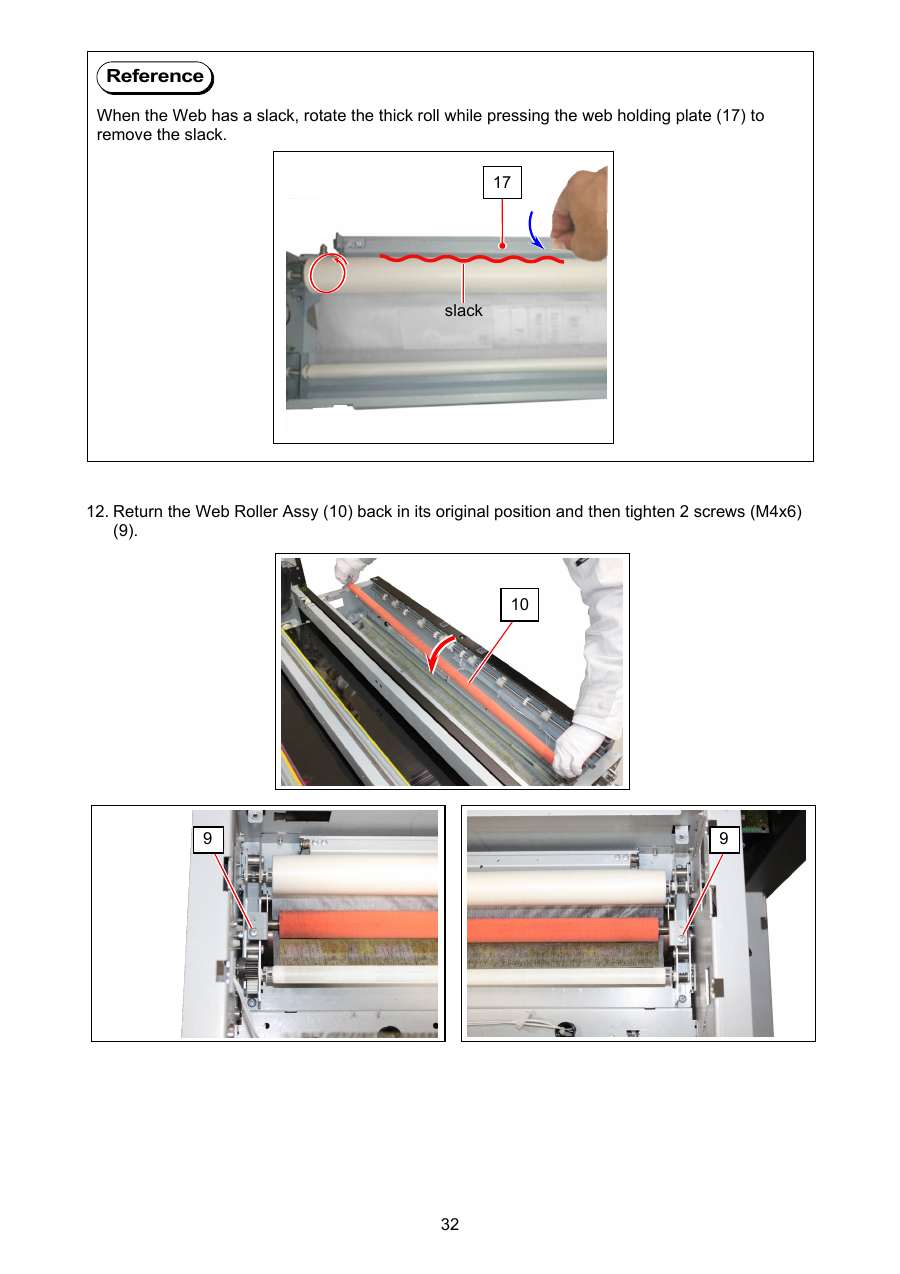 Reference
When the Web has a slack, rotate the thick roll while pressing the web holding plate (17) to
remove the slack.
17
slack
12. Return the Web Roller Assy (10) back in its original position and then tighten 2 screws (M4x6)
(9).
10
9
9
32